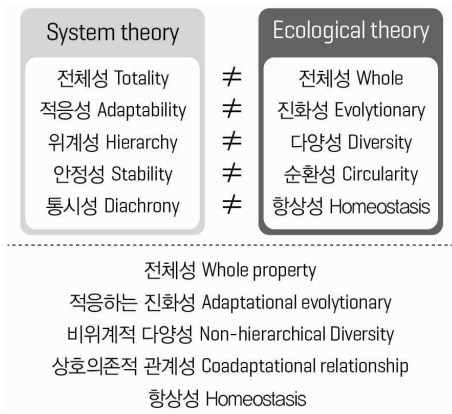 System theory
전체성 Totality
적응성 Adaptability
위계성 Hierarchy
안정성 Stability
통시성 Diachrony
≠
≠
≠
≠
≠
Ecological theory
전체성 Whole
진화성 Evolytionary
다양성 Diversity
순환성 Circularity
항상성 Homeostasis
전체성 Whole property
적응하는 진화성 Adaptational evolytionary
비위계적 다양성 Non-hierarchical Diversity
상호의존적 관계성 Coadaptational relationship
항상성 Homeostasis